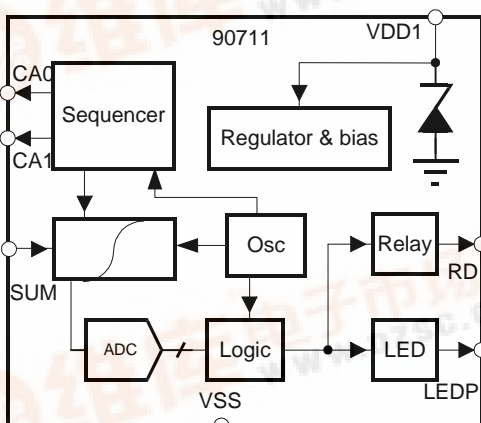 90711
VDD1
CA0
Sequencer
Regulator & bias
CA1
Osc
Relay
SUM
RD
ADC
Logic
LED
VSS
LEDP